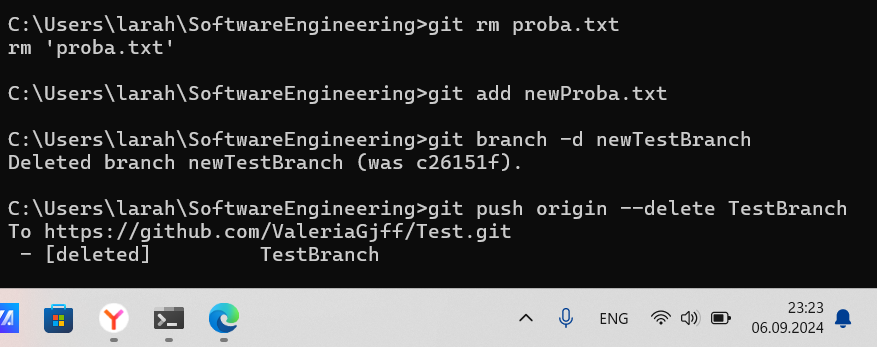 C:\Users\larah\SoftwareEngineering>git rm proba.txt
rm 'proba.txt'
C:\Users\larah\SoftwareEngineering>git add newProba.txt
C:\Users\larah\SoftwareEngineering>git branch -d newTestBranch
Deleted branch newTestBranch (was c26151f).
C:\Users\larah\SoftwareEngineering>git push origin --delete TestBranch
To https://github.com/ValeriaGjff/Test.git
 - [deleted]         TestBranch
ENG
23:23
06.09.2024